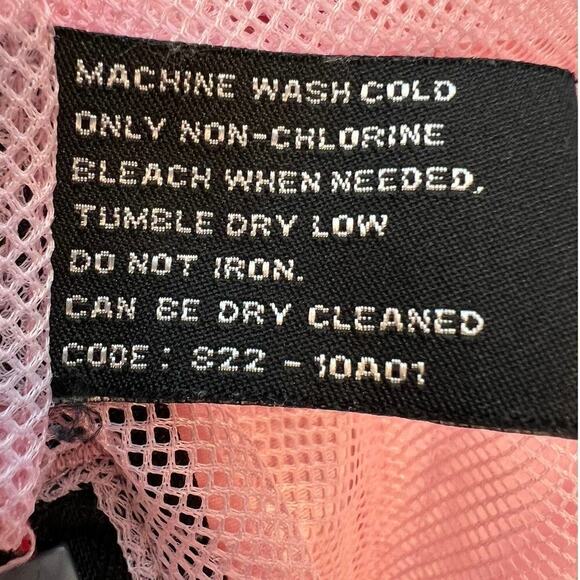 MACHINE WASH COLD
ONLY NON-CHLORINE
BLEACH WHEN NEEDED,
TUMBLE DRY LOW
DO NOT IRON.
CAN BE DRY CLEANED
CODE: S22 - 10A01